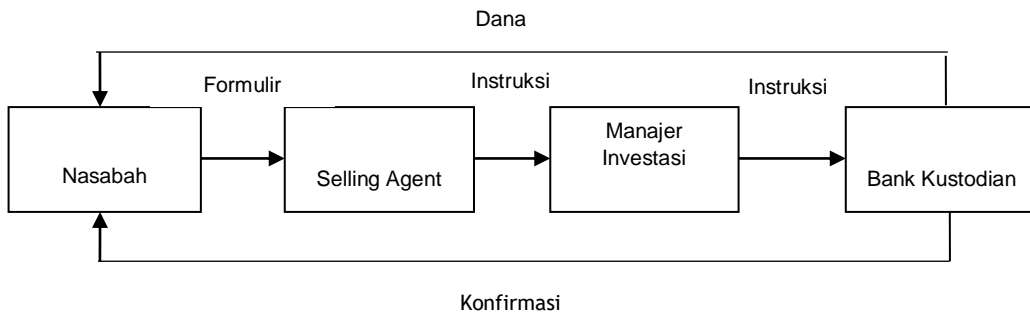 Dana
Formulir
Instruksi
Instruksi
Nasabah
Selling Agent
Manajer
Investasi
Bank Kustodian
Konfirmasi